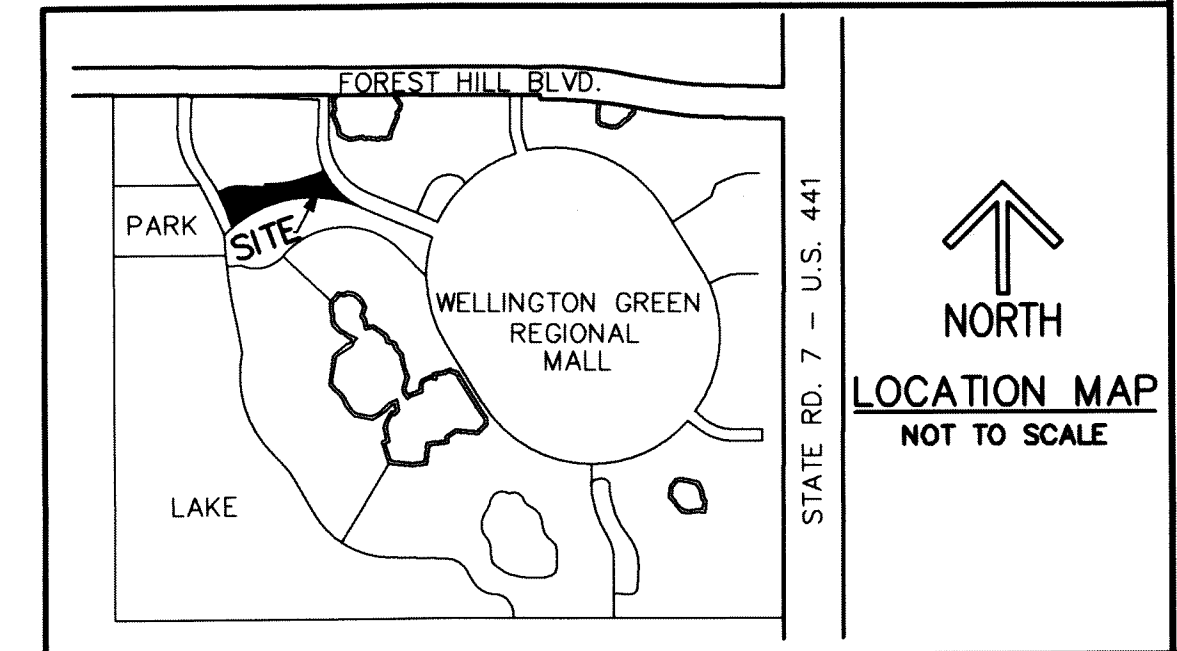 FOREST HILL BLVD.
PARK
SITE
WELLINGTON GREEN
REGIONAL
MALL
LAKE
STATE RD. 7 - U.S. 441
NORTH
LOCATION MAP
NOT TO SCALE